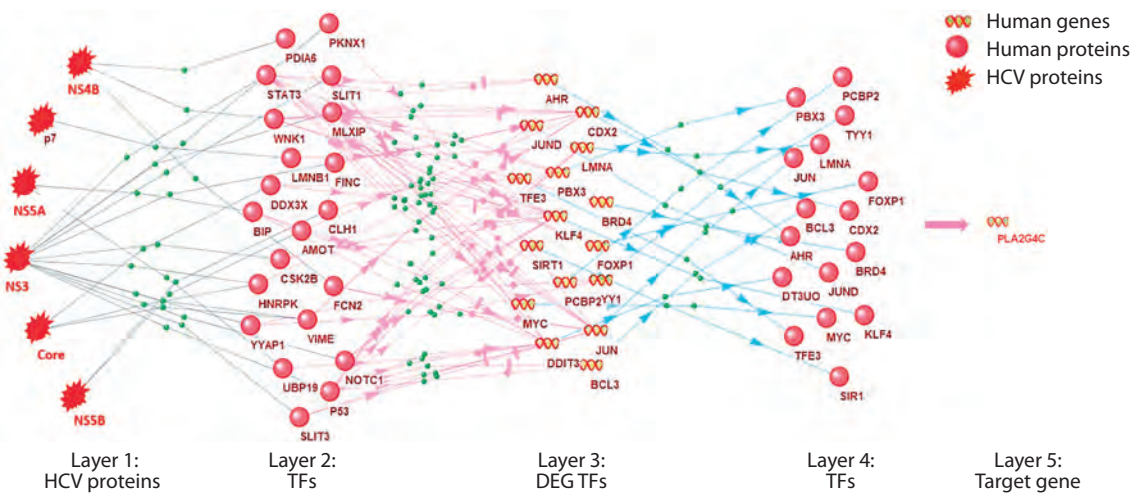 Human genes
Human proteins
HCV proteins
NS4B
p7
NS5A
NS3
Core
NS5B
PKNX1
PDIA6
STAT3
SLIT1
WNK1
MLXIP
LMNB1
FINC
DDX3X
BIP
CLH1
AMOT
CSK2B
HNRPK
FCN2
YYAP1
VIME
UBP19
NOTC1
P53
SLIT3
AHR
CDX2
JUND
LMNA
TFE3
PBX3
BRD4
KLF4
SIRT1
FOXP1
PCBP2
YY1
MYC
JUN
DDIT3
BCL3
PCBP2
PBX3
TYY1
LMNA
JUN
FOXP1
BCL3
CDX2
AHR
BRD4
DT3UO
JUND
MYC
KLF4
TFE3
SIR1
PLA2G4C
Layer 1:
HCV proteins
Layer 2:
TFs
Layer 3:
DEG TFs
Layer 4:
TFs
Layer 5:
Target gene